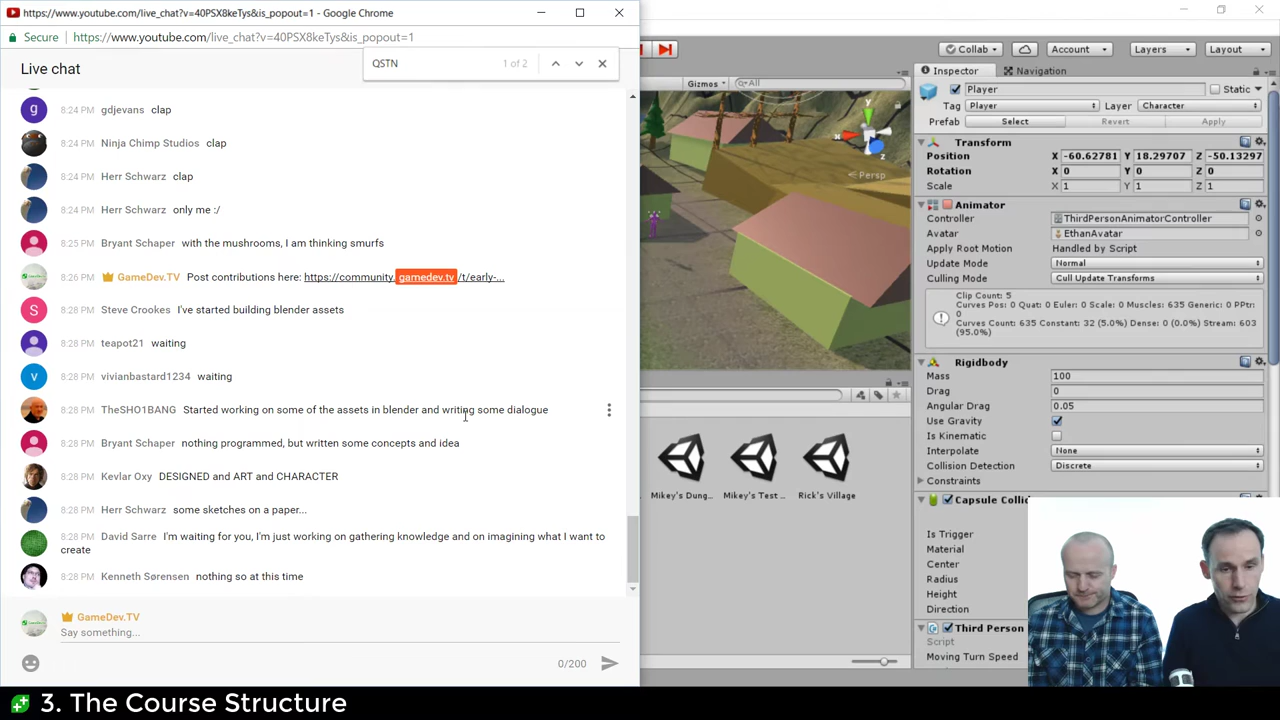 https://www.youtube.com/live_chat?v=40PSX8keTys&is_popout=1 - Google Chrome
Secure https://www.youtube.com/live_chat?v=40PSX8keTys&is_popout=1
QSTN 1 of 2
Live chat
8:24 PM gdjevans clap
8:24 PM Ninja Chimp Studios clap
8:24 PM Herr Schwarz clap
8:24 PM Herr Schwarz only me :/
8:25 PM Bryant Schaper with the mushrooms, I am thinking smurfs
8:26 PM GameDev.TV Post contributions here: https://community.gamedev.tv/t/early-...
8:28 PM Steve Crookes I've started building blender assets
8:28 PM teapot21 waiting
8:28 PM vivianbastard1234 waiting
8:28 PM TheSHO1BANG Started working on some of the assets in blender and writing some dialogue
8:28 PM Bryant Schaper nothing programmed, but written some concepts and idea
8:28 PM Kevlar Oxy DESIGNED and ART and CHARACTER
8:28 PM Herr Schwarz some sketches on a paper...
8:28 PM David Sarre I'm waiting for you, I'm just working on gathering knowledge and on imagining what I want to
create
8:28 PM Kenneth Sørensen nothing so at this time
GameDev.TV
Say something...
0/200
Collab Account Layers Layout
Gizmos All
y
x
z
Persp
Mikey's Dung... Mikey's Test ... Rick's Village
Inspector Navigation
Player Static
Tag Player Layer Character
Prefab Select Revert Apply
Transform
Position X -60.62781 Y 18.29707 Z -50.13297
Rotation X 0 Y 0 Z 0
Scale X 1 Y 1 Z 1
Animator
Controller ThirdPersonAnimatorController
Avatar EthanAvatar
Apply Root Motion Handled by Script
Update Mode Normal
Culling Mode Cull Update Transforms
Clip Count: 5
Curves Pos: 0 Quat: 0 Euler: 0 Scale: 0 Muscles: 635 Generic: 0 PPtr:
0
Curves Count: 635 Constant: 32 (5.0%) Dense: 0 (0.0%) Stream: 603
(95.0%)
Rigidbody
Mass 100
Drag 0
Angular Drag 0.05
Use Gravity
Is Kinematic
Interpolate None
Collision Detection Discrete
Constraints
Capsule Collid
Is Trigger
Material
Center
Radius
Height
Direction
Third Person
Script
Moving Turn Speed
3. The Course Structure